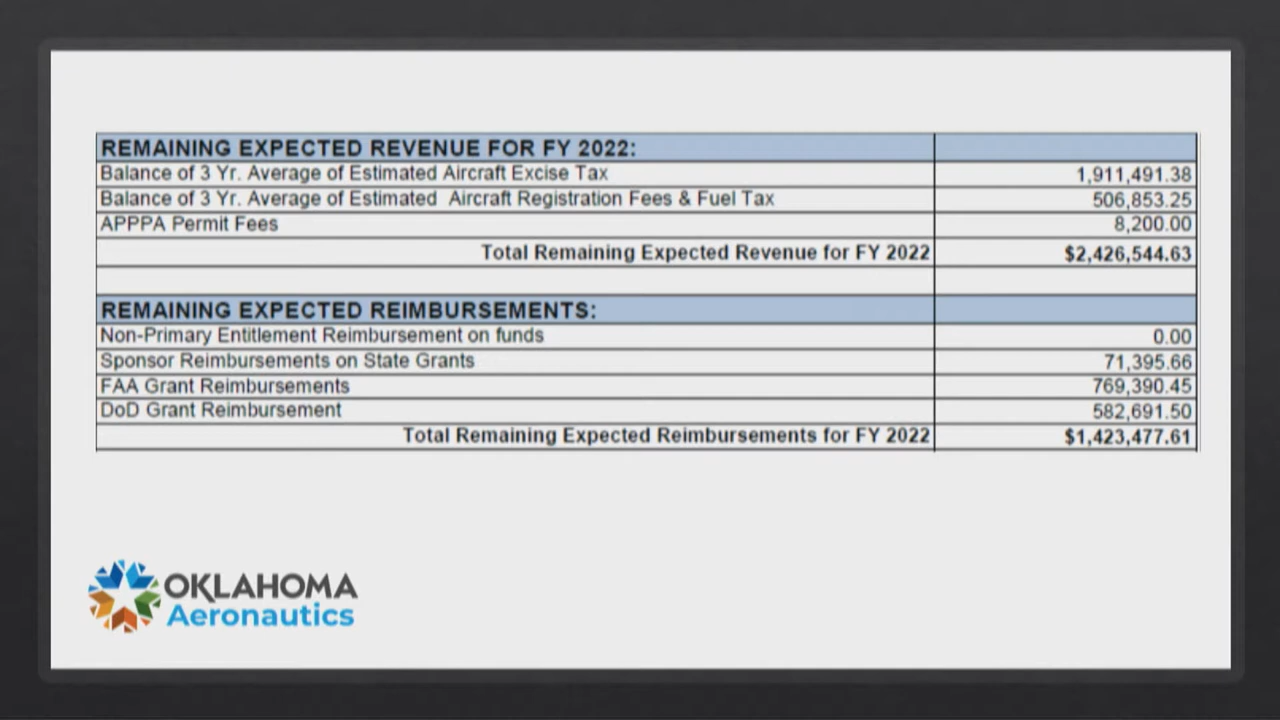 REMAINING EXPECTED REVENUE FOR FY 2022:
Balance of 3 Yr. Average of Estimated Aircraft Excise Tax 1,911,491.38
Balance of 3 Yr. Average of Estimated Aircraft Registration Fees & Fuel Tax 506,853.25
APPPA Permit Fees 8,200.00
Total Remaining Expected Revenue for FY 2022 $2,426,544.63
REMAINING EXPECTED REIMBURSEMENTS:
Non-Primary Entitlement Reimbursement on funds 0.00
Sponsor Reimbursements on State Grants 71,395.66
FAA Grant Reimbursements 769,390.45
DoD Grant Reimbursement 582,691.50
Total Remaining Expected Reimbursements for FY 2022 $1,423,477.61
OKLAHOMA
Aeronautics